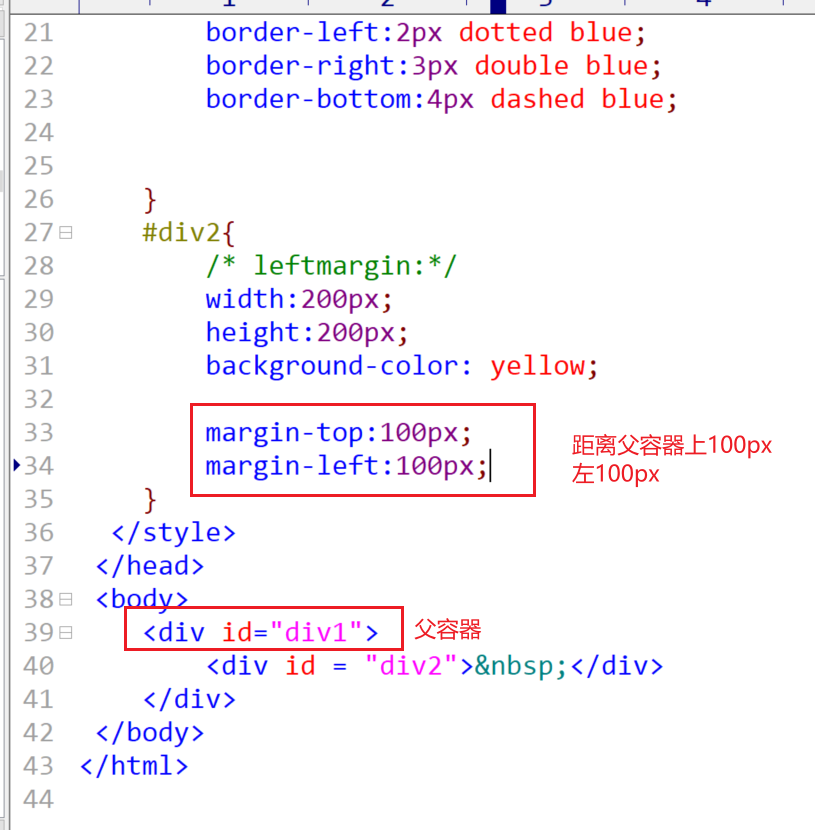 21 border-left:2px dotted blue;
22 border-right:3px double blue;
23 border-bottom:4px dashed blue;
24
25
26 }
27 #div2{
28 /* leftmargin:*/
29 width:200px;
30 height:200px;
31 background-color: yellow;
32
33 margin-top:100px;
34 margin-left:100px;
距离父容器上100px
左100px
35 }
36 </style>
37 </head>
38 <body>
39 <div id="div1"> 父容器
40 <div id = "div2">&nbsp;</div>
41 </div>
42 </body>
43 </html>
44